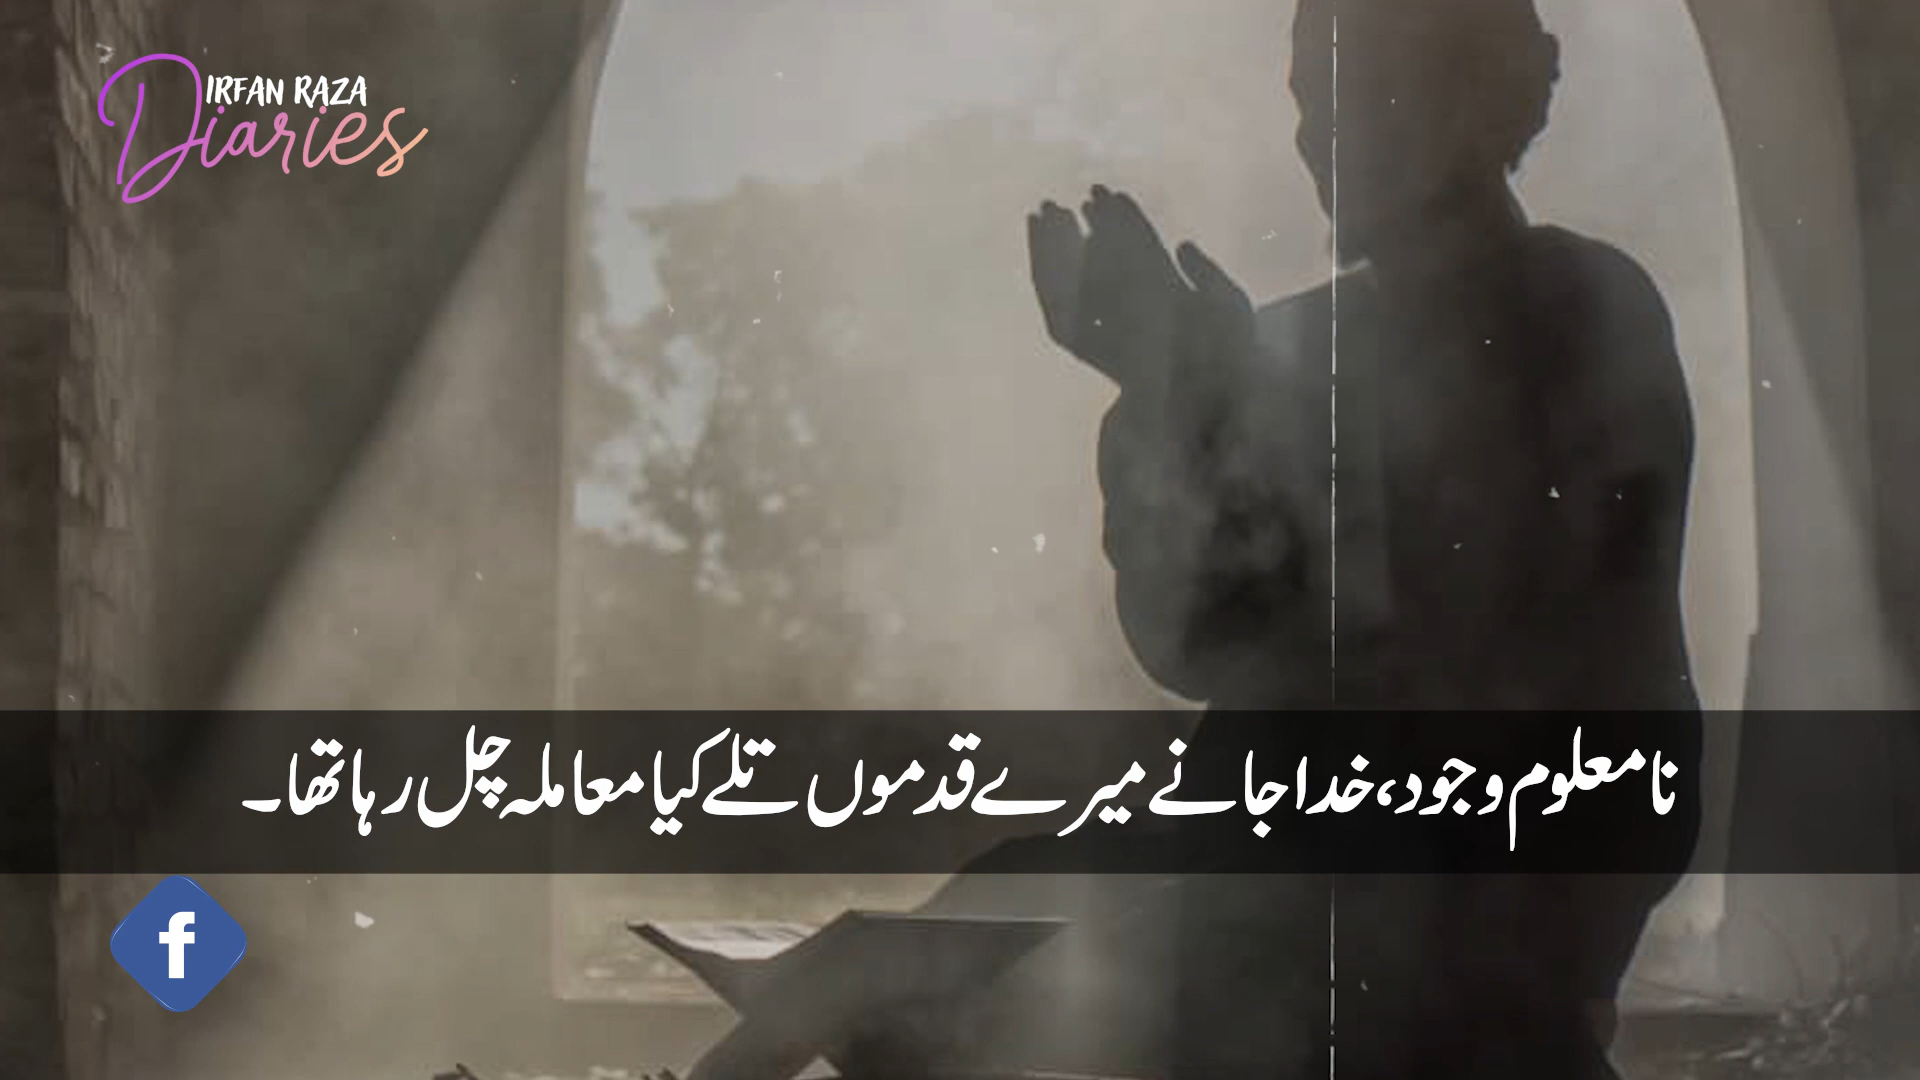 IRFAN RAZA
Diaries
نامعلوم وجود، خدا جانے میرے قدموں تلے کیا معاملہ چل رہا تھا۔
f